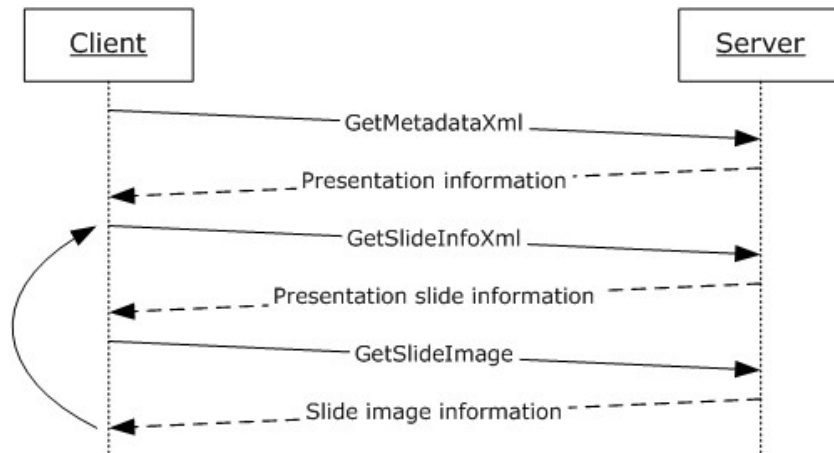 Client
Server
GetMetadataXml
Presentation information
GetSlideInfoXml
Presentation slide information
GetSlideImage
Slide image information